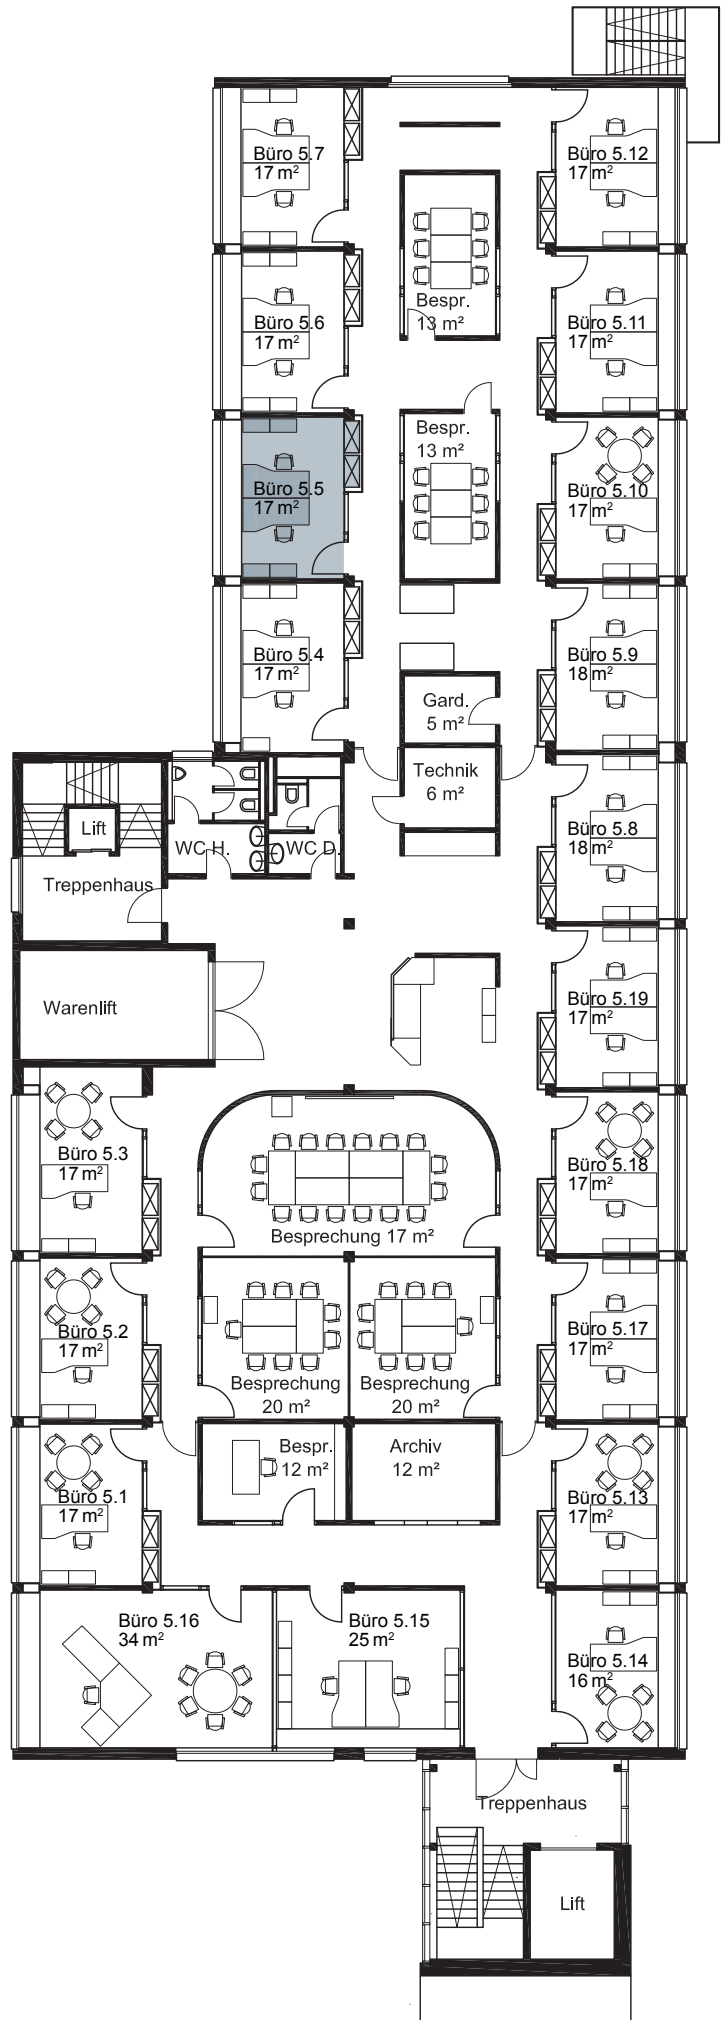 Büro 5.7
17 m²
Büro 5.12
17 m²
Büro 5.6
17 m²
Bespr.
13 m²
Büro 5.11
17 m²
Büro 5.5
17 m²
Bespr.
13 m²
Büro 5.10
17 m²
Büro 5.4
17 m²
Büro 5.9
18 m²
Gard.
5 m²
Technik
6 m²
Lift
WC H.
WC D.
Büro 5.8
18 m²
Treppenhaus
Warenlift
Büro 5.19
17 m²
Büro 5.3
17 m²
Büro 5.18
17 m²
Besprechung 17 m²
Büro 5.2
17 m²
Büro 5.17
17 m²
Besprechung
20 m²
Besprechung
20 m²
Bespr.
12 m²
Archiv
12 m²
Büro 5.1
17 m²
Büro 5.13
17 m²
Büro 5.16
34 m²
Büro 5.15
25 m²
Büro 5.14
16 m²
Treppenhaus
Lift